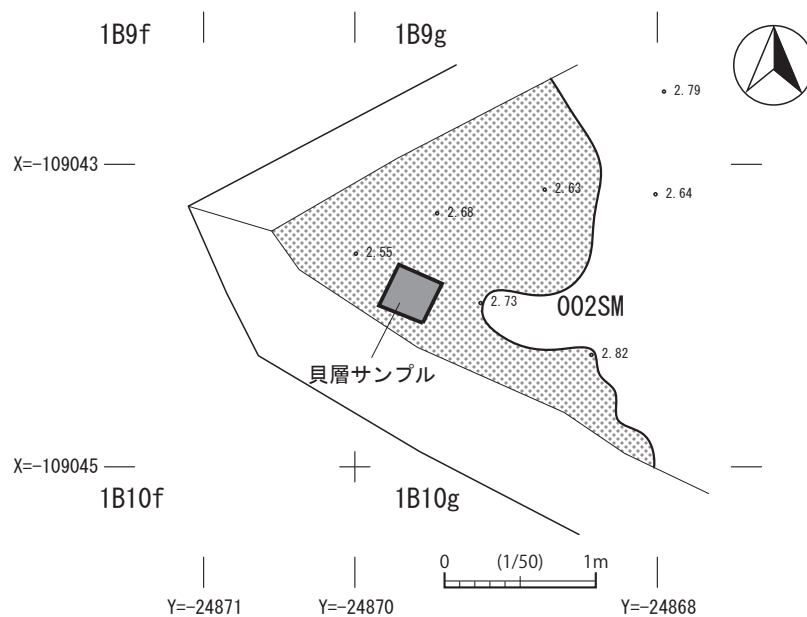 1B9f
1B9g
2.79
X=-109043
2.63
2.64
2.68
2.55
2.73
002SM
2.82
貝層サンプル
X=-109045
1B10f
1B10g
0 (1/50) 1m
Y=-24871
Y=-24870
Y=-24868